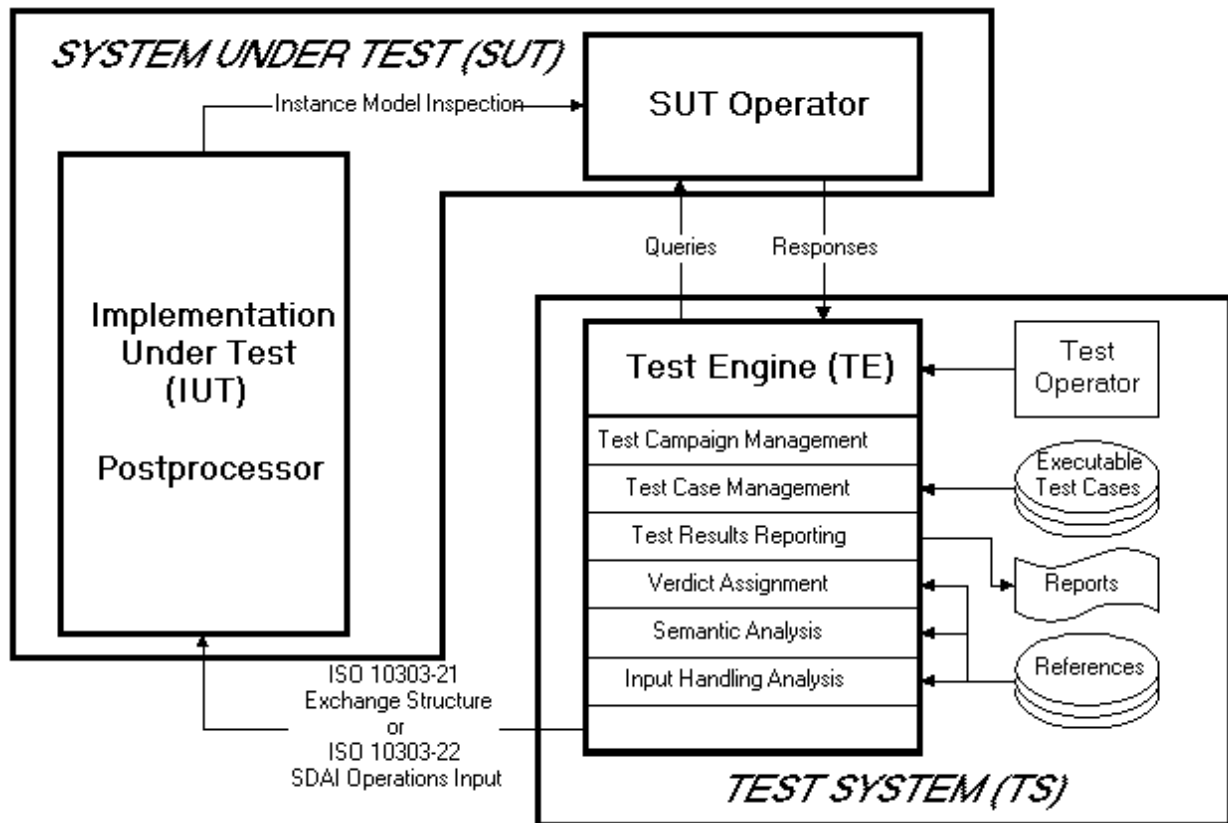 SYSTEM UNDER TEST (SUT)
Instance Model Inspection
SUT Operator
Implementation
Under Test
(IUT)
Postprocessor
Queries
Responses
Test Engine (TE)
Test Campaign Management
Test Case Management
Test Results Reporting
Verdict Assignment
Semantic Analysis
Input Handling Analysis
Test
Operator
Executable
Test Cases
Reports
References
ISO 10303-21
Exchange Structure
or
ISO 10303-22
SDAI Operations Input
TEST SYSTEM (TS)